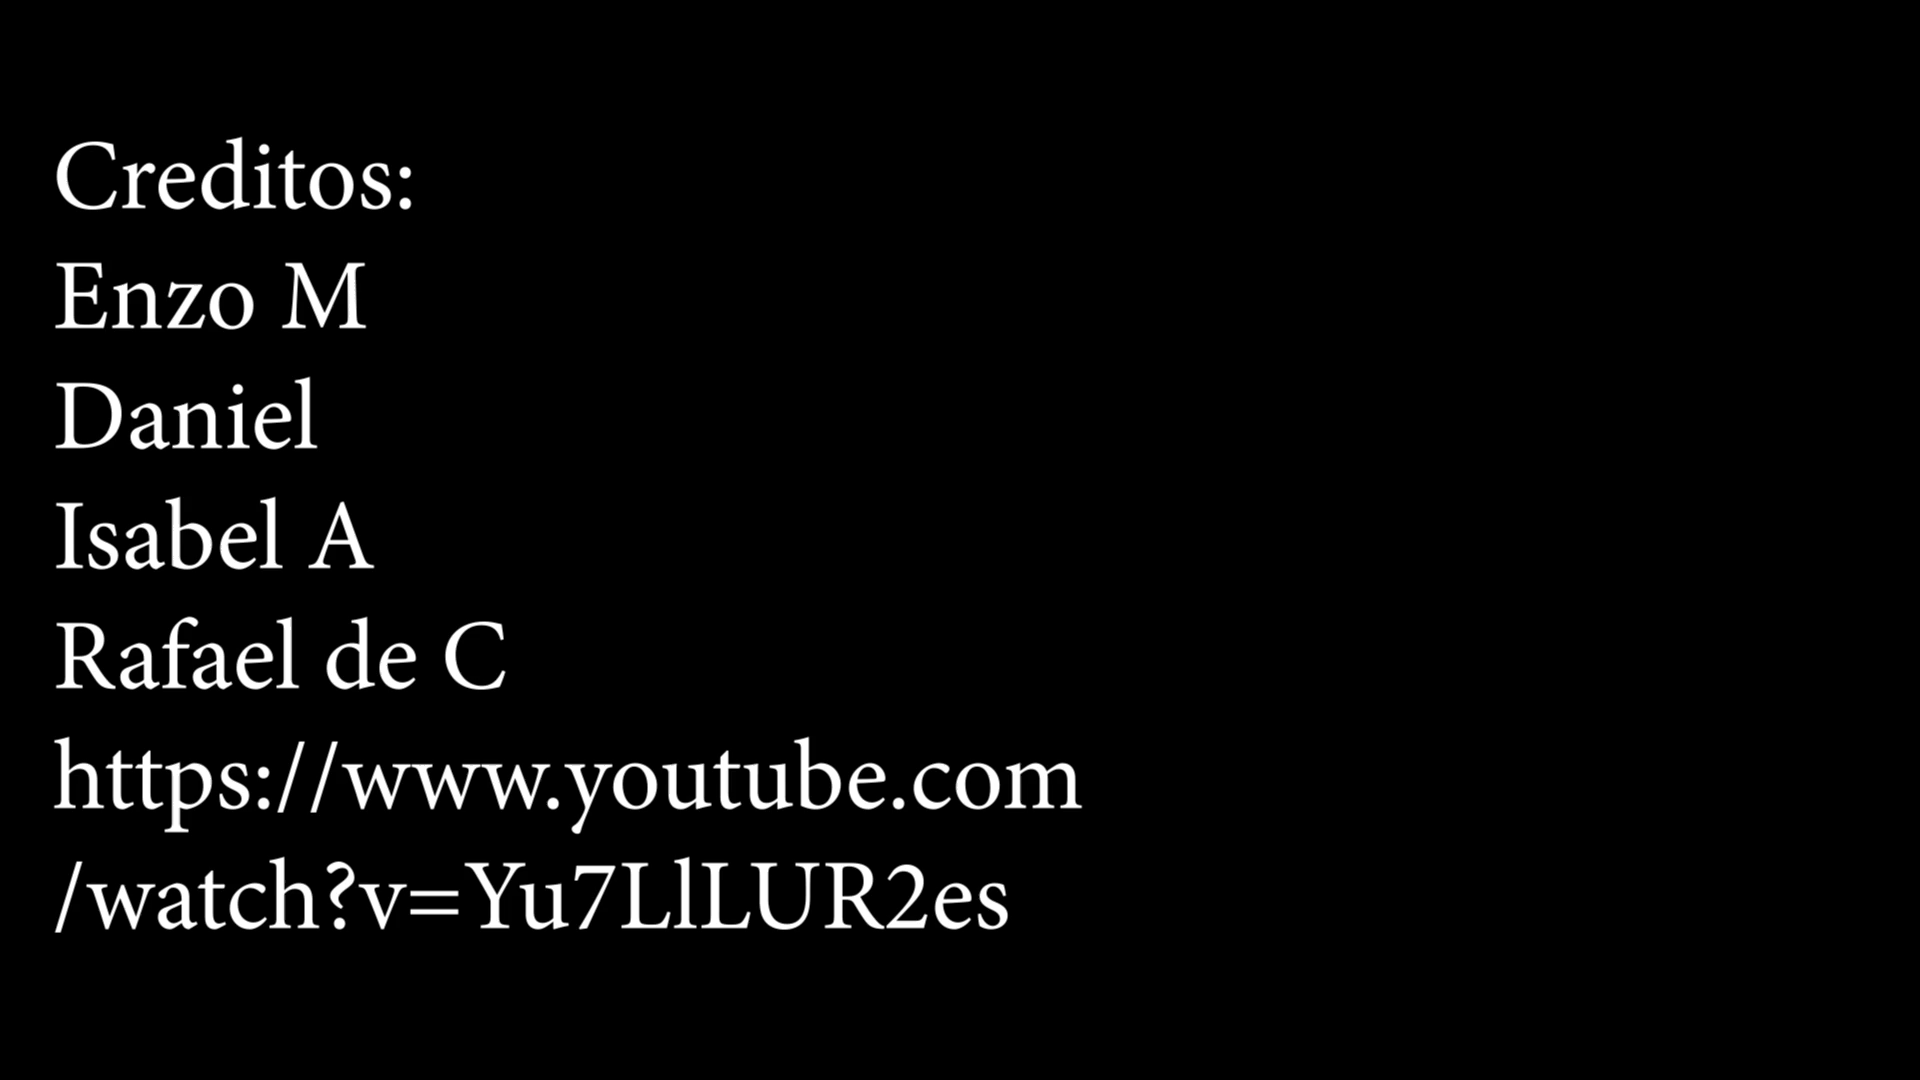 Creditos:
Enzo M
Daniel
Isabel A
Rafael de C
https://www.youtube.com
/watch?v=Yu7LlLUR2es